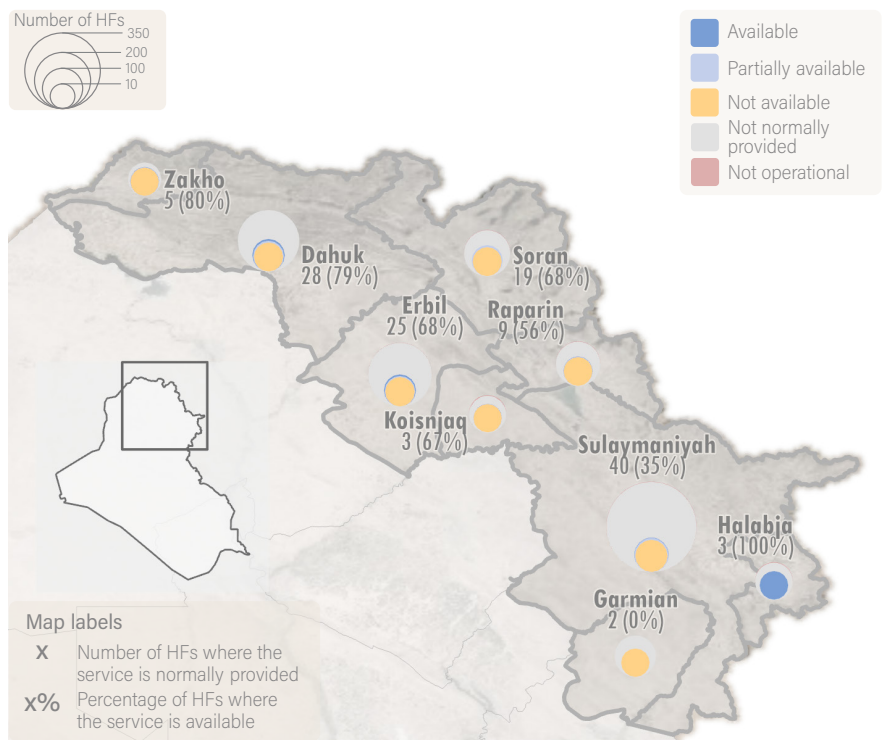 Number of HFs
350
200
100
10
Available
Partially available
Not available
Not normally
provided
Not operational
Zakho
5 (80%)
Dahuk
28 (79%)
Soran
19 (68%)
Erbil
25 (68%)
Raparin
9 (56%)
Koisnjaq
3 (67%)
Sulaymaniyah
40 (35%)
Halabja
3 (100%)
Garmian
2 (0%)
Map labels
x Number of HFs where the
service is normally provided
x% Percentage of HFs where
the service is available